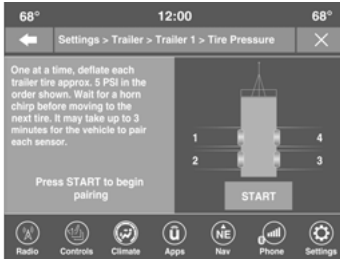 68°
12:00
68°
Settings > Trailer > Trailer 1 > Tire Pressure
One at a time, deflate each
trailer tire approx. 5 PSI in the
order shown. Wait for a horn
chirp before moving to the
next tire. It may take up to 3
minutes for the vehicle to pair
each sensor.
Press START to begin
pairing
1
4
2
3
START
ū
NE
Radio
Controls
Climate
Apps
Nav
Phone
Settings